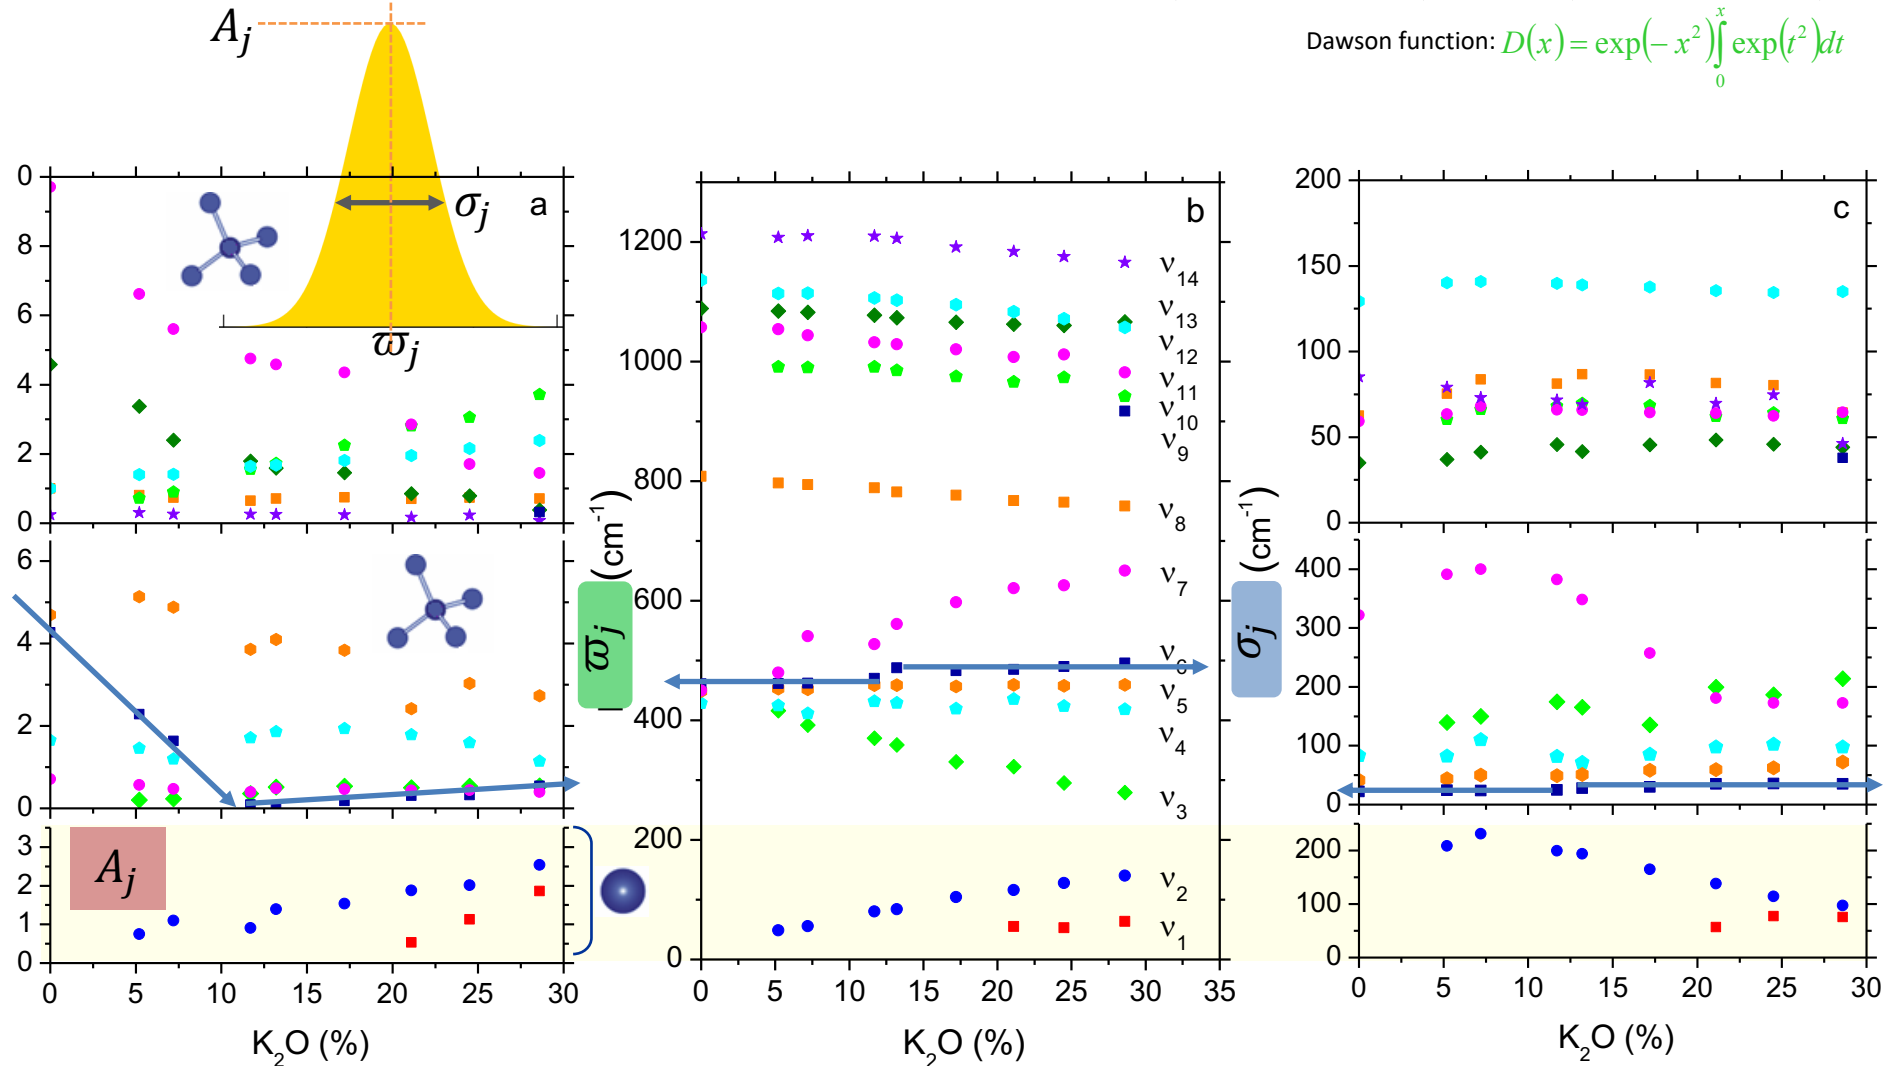 Dawson function: D(x) = exp(−x²)∫₀ˣ exp(t²)dt
A_j
σ_j
ϖ_j
a
0
8
6
4
2
0
6
4
2
0
3
2
1
0
A_j
0 5 10 15 20 25 30
K₂O (%)
b
ϖ_j (cm⁻¹)
1200
1000
800
600
400
200
0
ν₁₄
ν₁₃
ν₁₂
ν₁₁
ν₁₀
ν₉
ν₈
ν₇
ν₆
ν₅
ν₄
ν₃
ν₂
ν₁
0 5 10 15 20 25 30 35
K₂O (%)
c
σ_j (cm⁻¹)
200
150
100
50
0
400
300
200
100
0
200
100
0
0 5 10 15 20 25 30
K₂O (%)